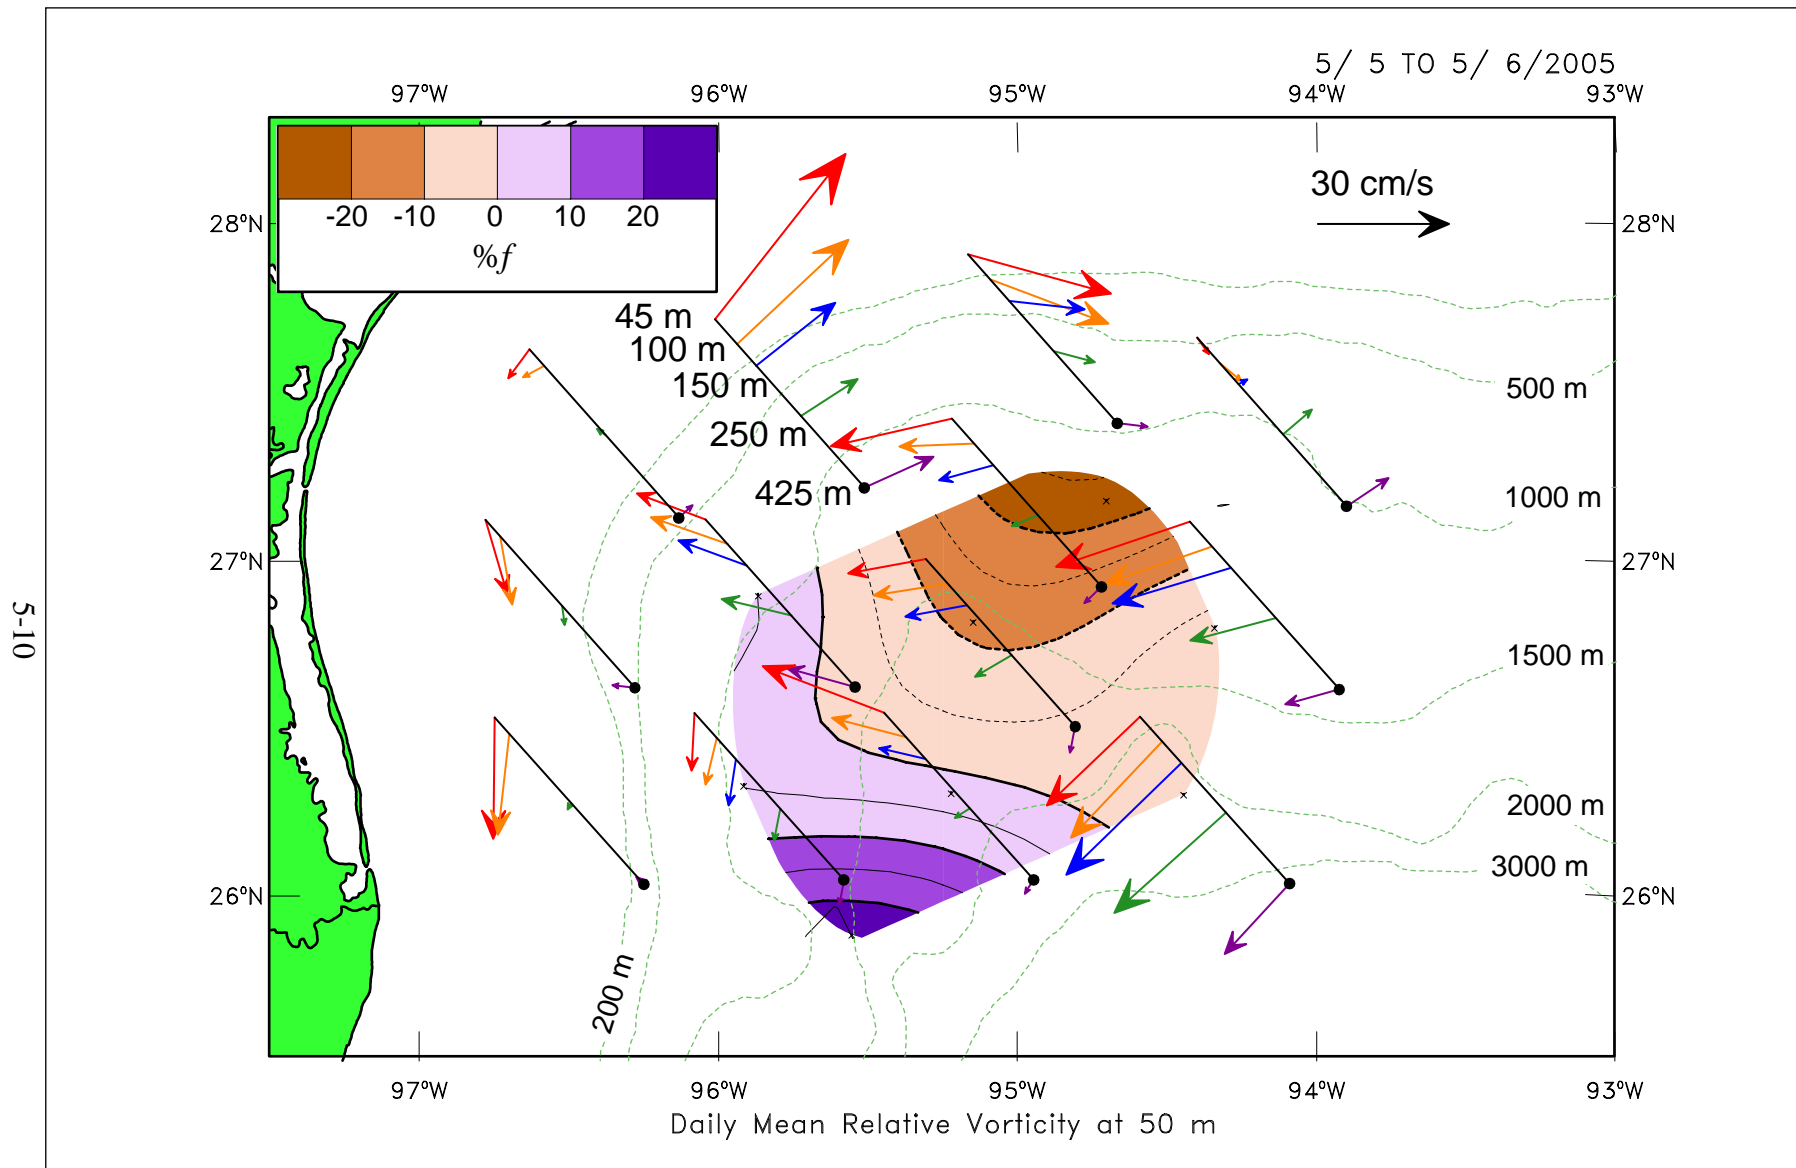 5/ 5 TO 5/ 6/2005
97°W 96°W 95°W 94°W 93°W
-20 -10 0 10 20
%f
30 cm/s
28°N 28°N
45 m
100 m
150 m
250 m
425 m
500 m
1000 m
27°N 27°N
1500 m
2000 m
3000 m
26°N 26°N
200 m
97°W 96°W 95°W 94°W 93°W
Daily Mean Relative Vorticity at 50 m
5-10